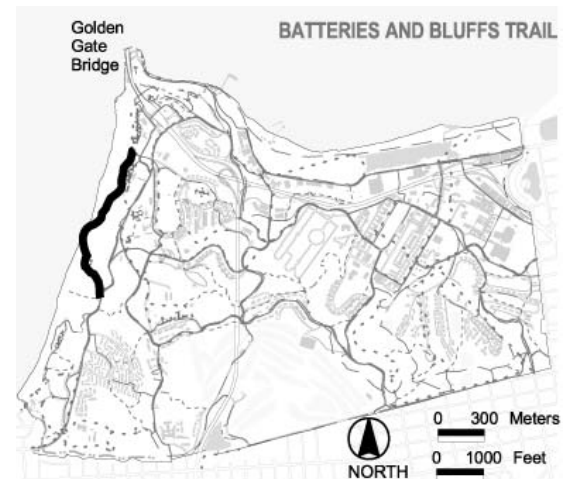 Golden
Gate
Bridge
BATTERIES AND BLUFFS TRAIL
0 300 Meters
0 1000 Feet
NORTH